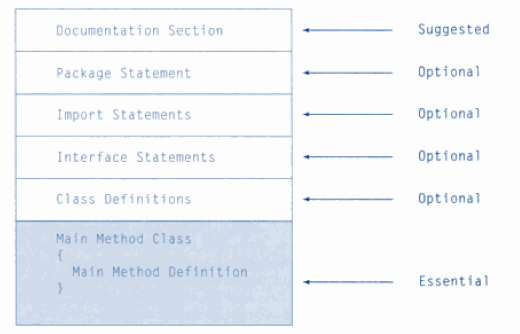 Documentation Section Suggested
Package Statement Optional
Import Statements Optional
Interface Statements Optional
Class Definitions Optional
Main Method Class
{
Main Method Definition
} Essential